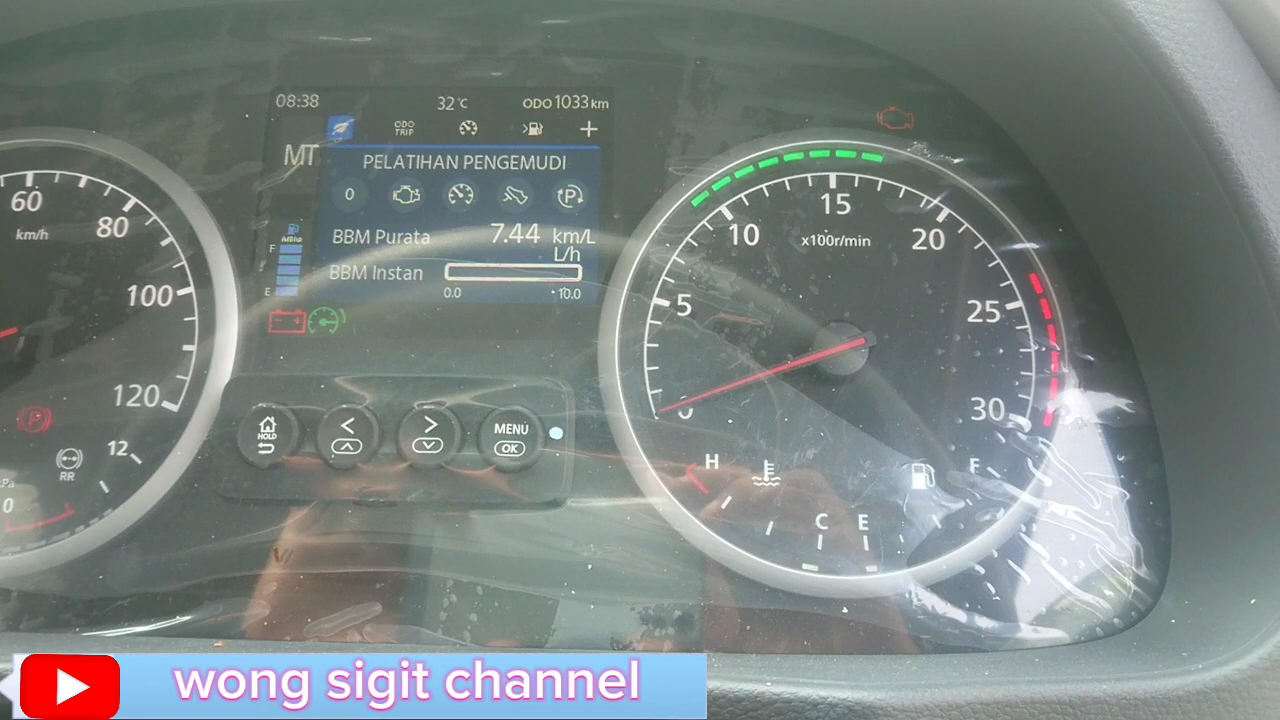 08:38 32°C ODO 1033 km
ODO TRIP
MT
PELATIHAN PENGEMUDI
0
BBM Purata 7.44 km/L
L/h
BBM Instan
0.0 10.0
F
E
60
80
km/h
100
120
12
RR
0
HOLD
MENU
OK
5
10
15
20
25
30
0
x100r/min
H
C
E
F
wong sigit channel